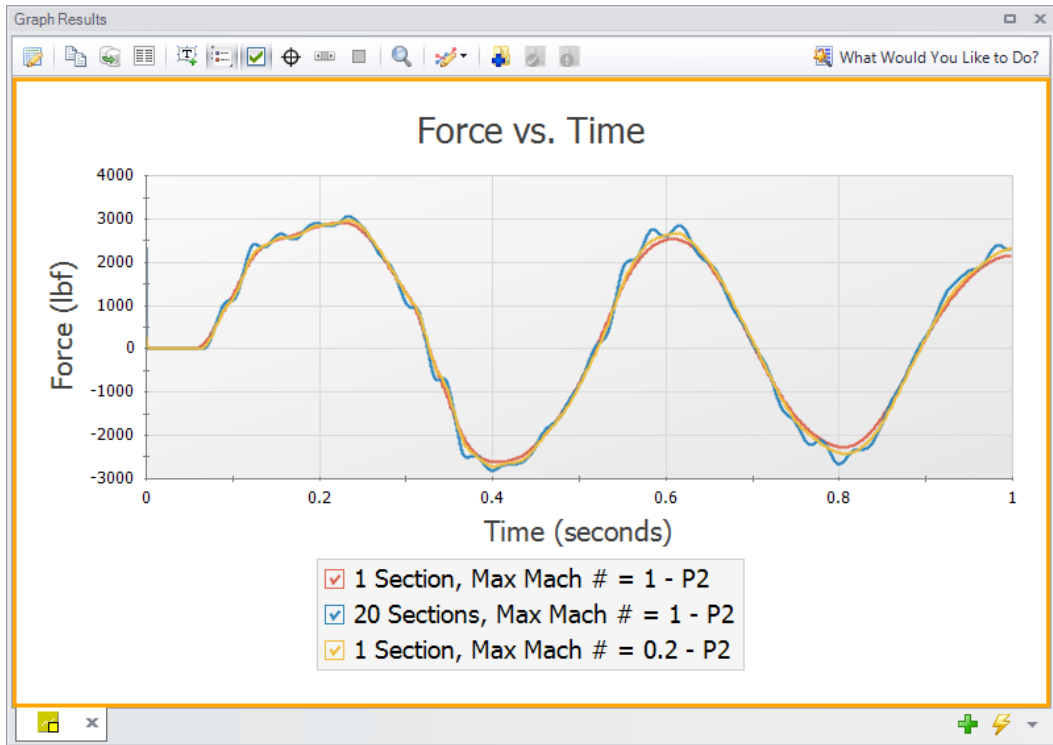 Graph Results
What Would You Like to Do?
Force vs. Time
Force (lbf)
4000
3000
2000
1000
0
-1000
-2000
-3000
0
0.2
0.4
0.6
0.8
1
Time (seconds)
1 Section, Max Mach # = 1 - P2
20 Sections, Max Mach # = 1 - P2
1 Section, Max Mach # = 0.2 - P2